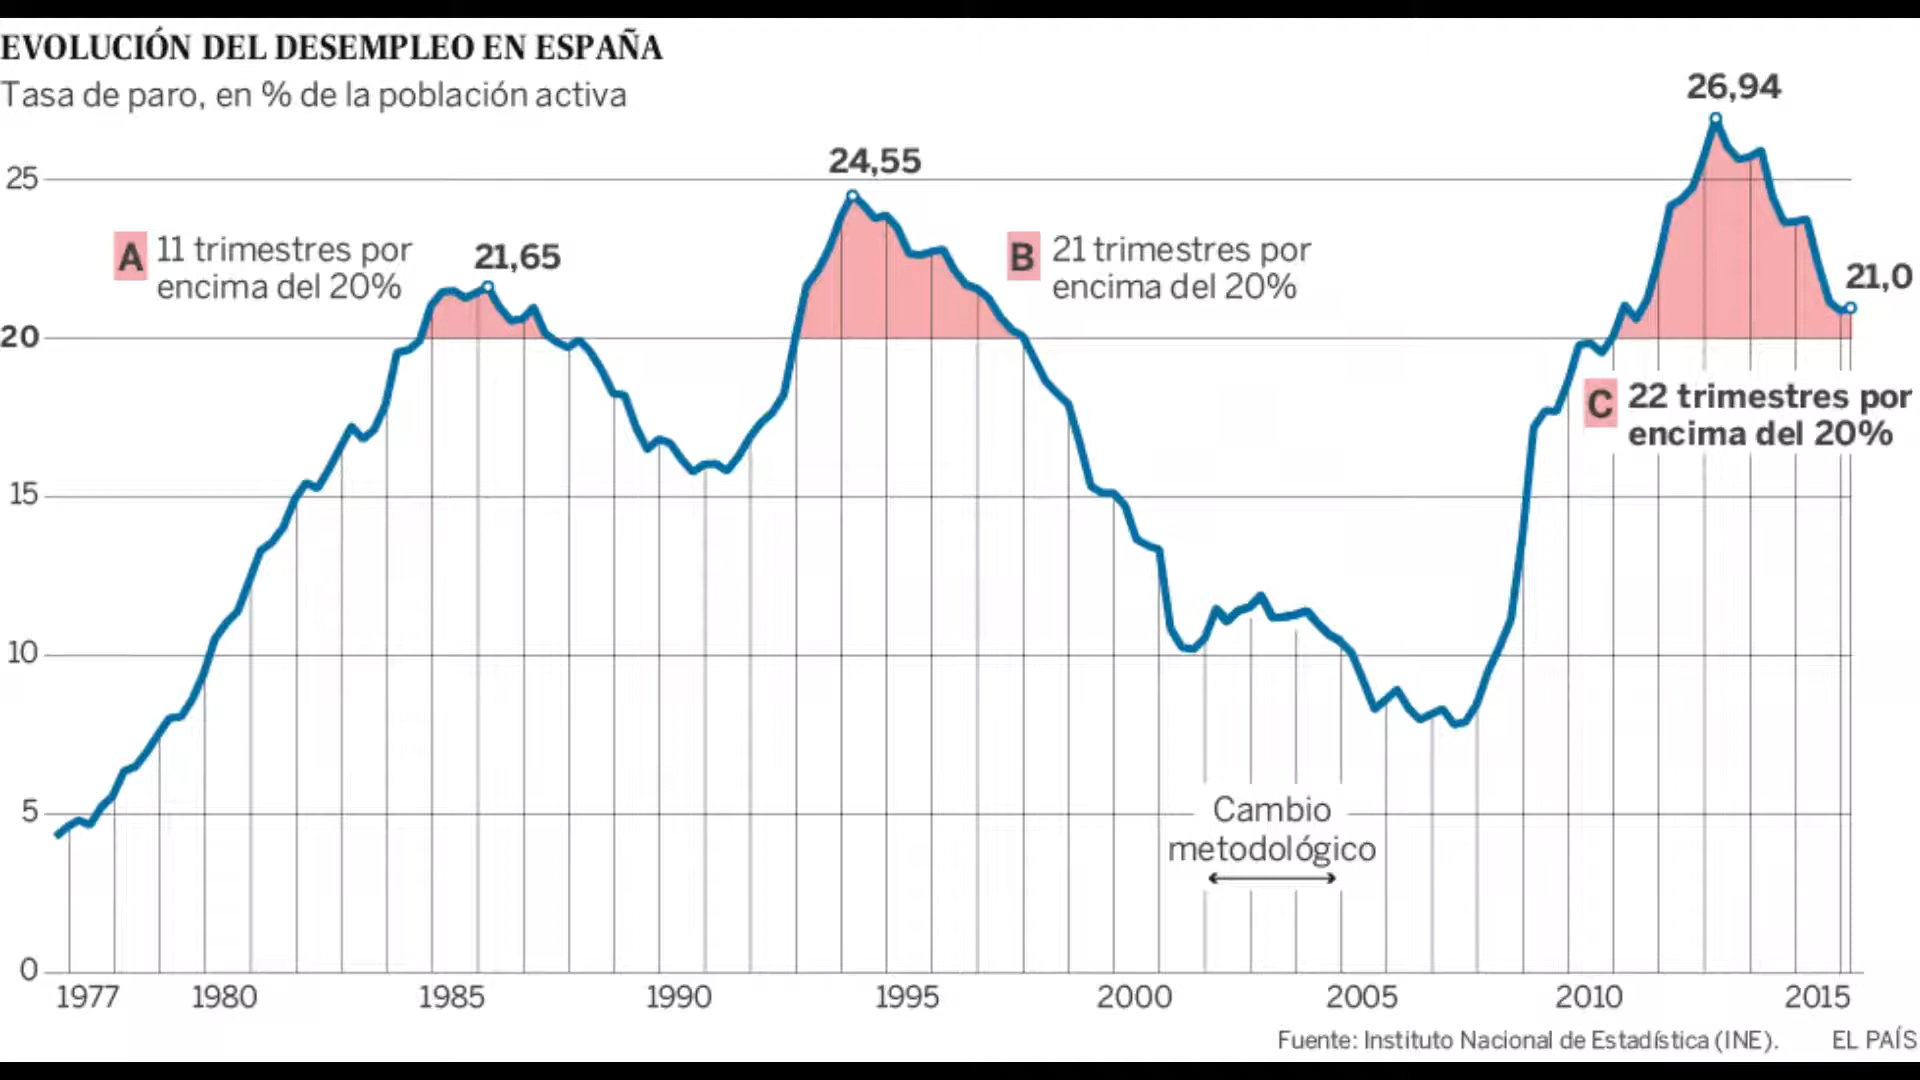 EVOLUCIÓN DEL DESEMPLEO EN ESPAÑA
Tasa de paro, en % de la población activa
26,94
24,55
25
A 11 trimestres por
encima del 20%
21,65
B 21 trimestres por
encima del 20%
21,0
20
C 22 trimestres por
encima del 20%
15
10
5
Cambio
metodológico
0
1977 1980 1985 1990 1995 2000 2005 2010 2015
Fuente: Instituto Nacional de Estadística (INE). EL PAÍS